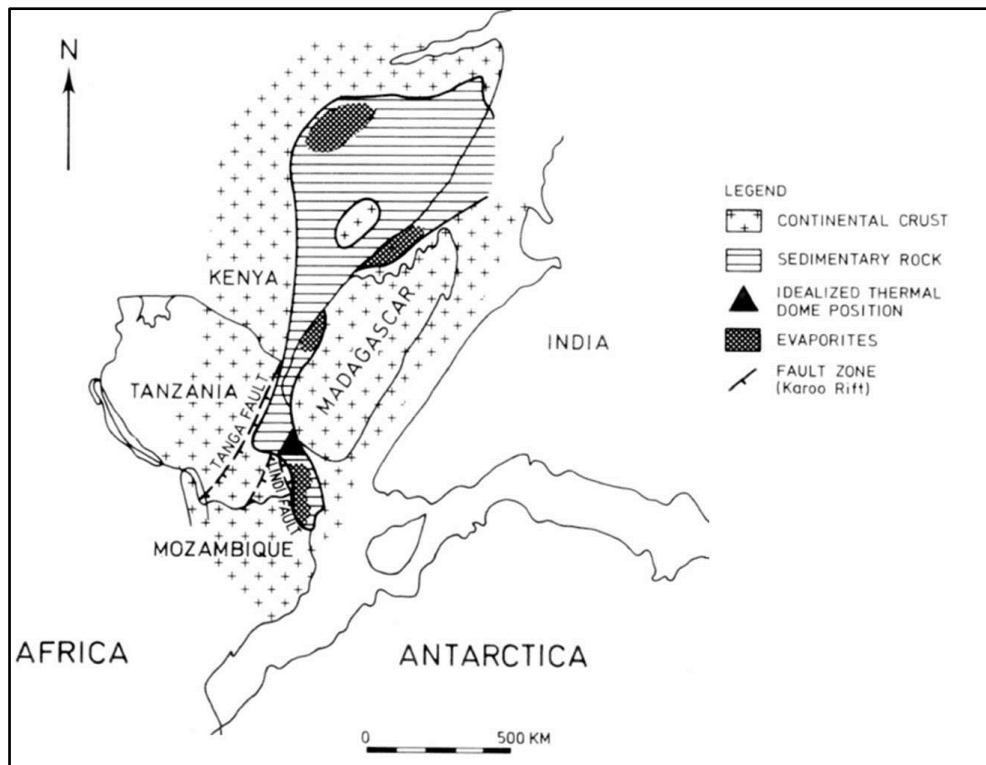 N
LEGEND
CONTINENTAL CRUST
SEDIMENTARY ROCK
IDEALIZED THERMAL
DOME POSITION
EVAPORITES
FAULT ZONE
(Karoo Rift)
KENYA
MADAGASCAR
INDIA
TANZANIA
TANGA FAULT
LINDI FAULT
MOZAMBIQUE
AFRICA
ANTARCTICA
0
500 KM